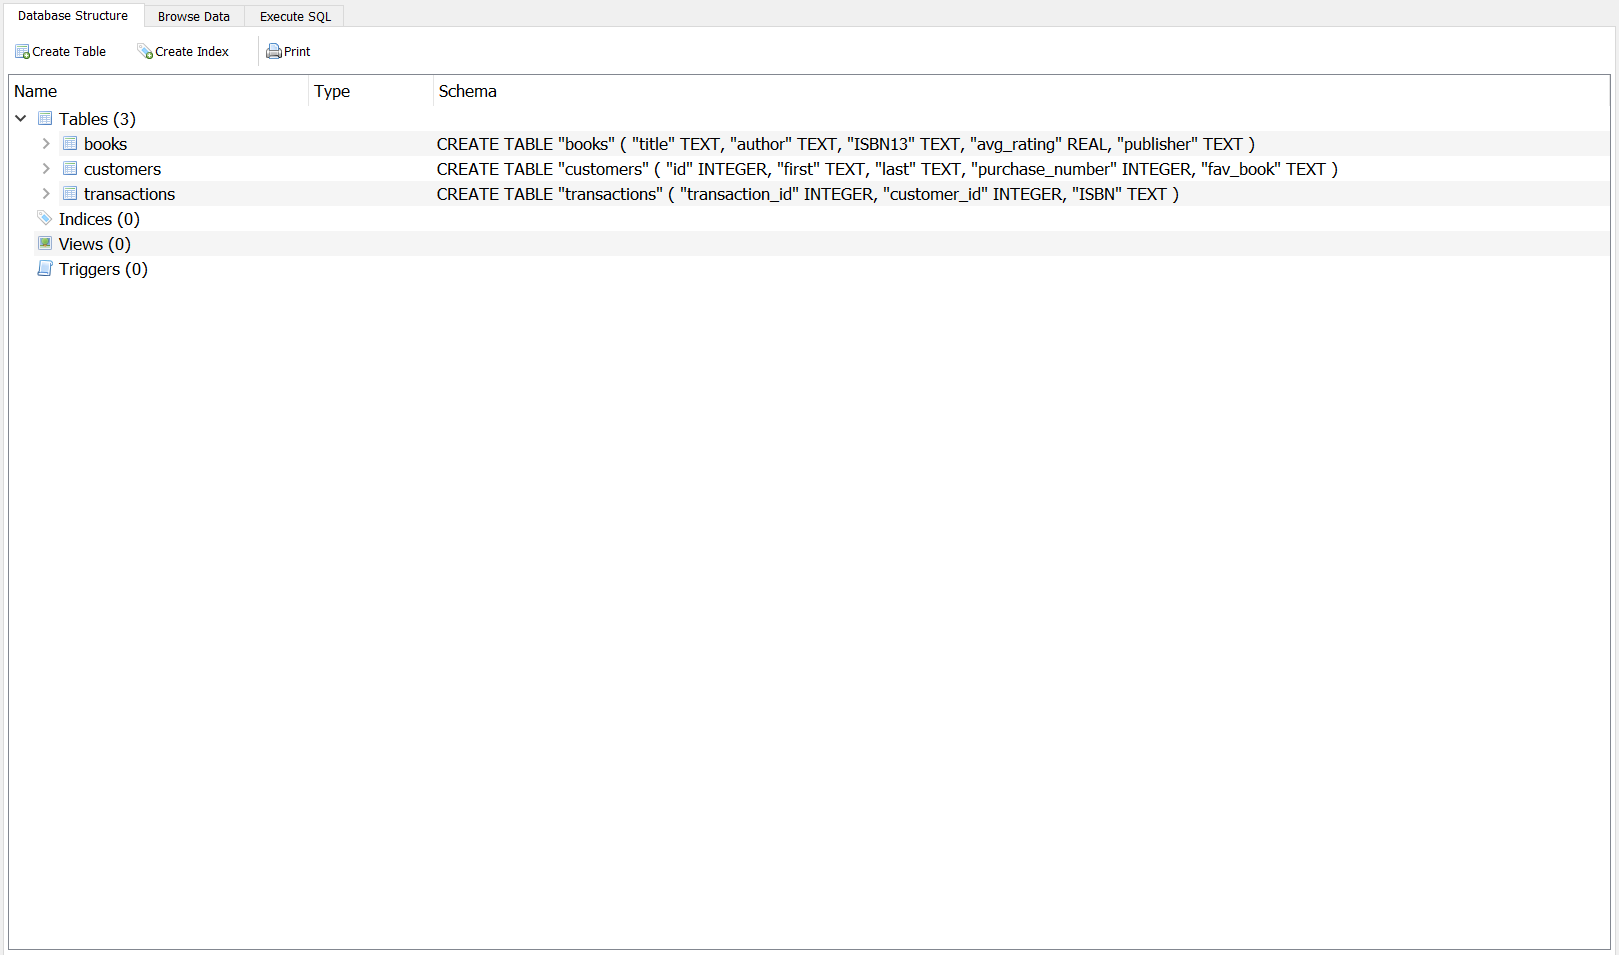 Database Structure Browse Data Execute SQL
Create Table Create Index Print
Name Type Schema
Tables (3)
books CREATE TABLE "books" ( "title" TEXT, "author" TEXT, "ISBN13" TEXT, "avg_rating" REAL, "publisher" TEXT )
customers CREATE TABLE "customers" ( "id" INTEGER, "first" TEXT, "last" TEXT, "purchase_number" INTEGER, "fav_book" TEXT )
transactions CREATE TABLE "transactions" ( "transaction_id" INTEGER, "customer_id" INTEGER, "ISBN" TEXT )
Indices (0)
Views (0)
Triggers (0)